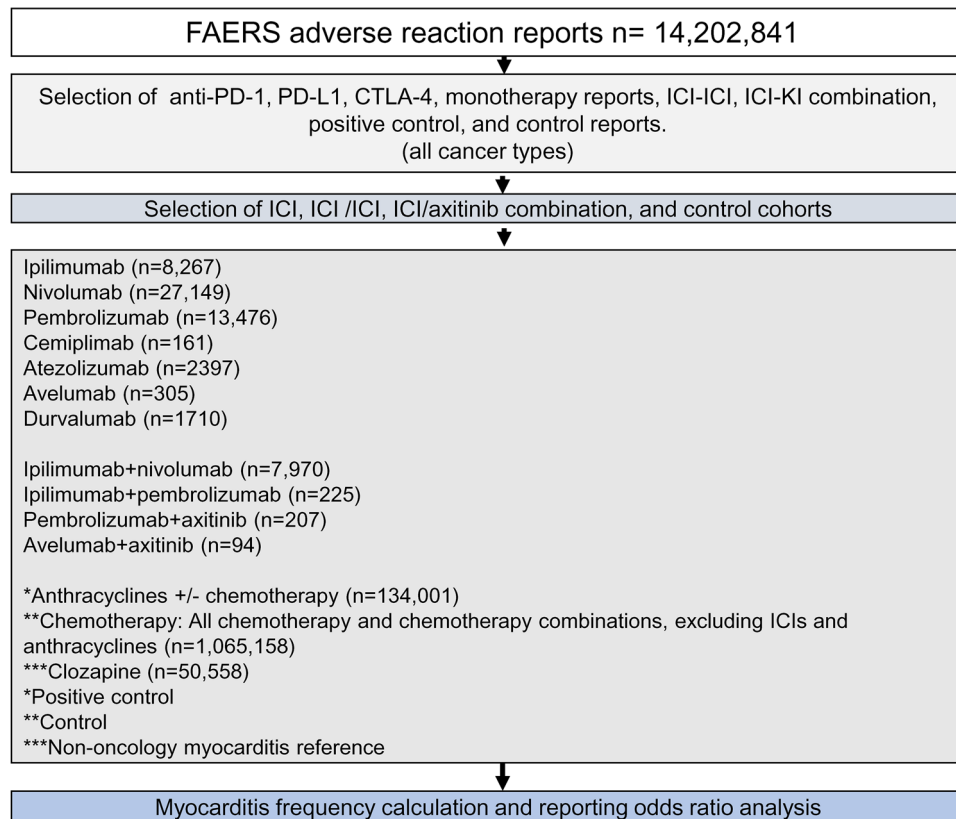 FAERS adverse reaction reports n= 14,202,841
Selection of  anti-PD-1, PD-L1, CTLA-4, monotherapy reports, ICI-ICI, ICI-KI combination,
positive control, and control reports.
(all cancer types)
Selection of ICI, ICI /ICI, ICI/axitinib combination, and control cohorts
Ipilimumab (n=8,267)
Nivolumab (n=27,149)
Pembrolizumab (n=13,476)
Cemiplimab (n=161)
Atezolizumab (n=2397)
Avelumab (n=305)
Durvalumab (n=1710)
Ipilimumab+nivolumab (n=7,970)
Ipilimumab+pembrolizumab (n=225)
Pembrolizumab+axitinib (n=207)
Avelumab+axitinib (n=94)
*Anthracyclines +/- chemotherapy (n=134,001)
**Chemotherapy: All chemotherapy and chemotherapy combinations, excluding ICIs and
anthracyclines (n=1,065,158)
***Clozapine (n=50,558)
*Positive control
**Control
***Non-oncology myocarditis reference
Myocarditis frequency calculation and reporting odds ratio analysis